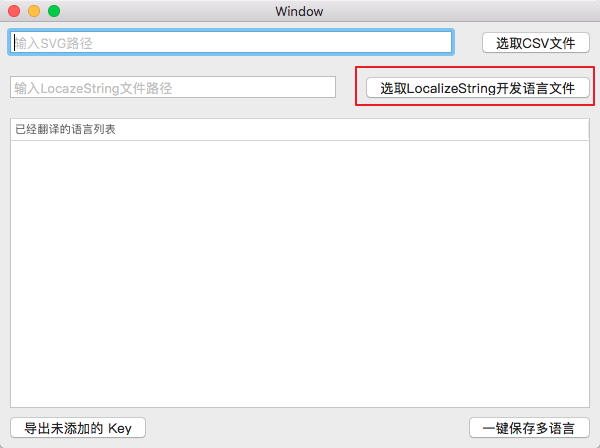 Window
输入SVG路径
选取CSV文件
输入LocazeString文件路径
选取LocalizeString开发语言文件
已经翻译的语言列表
导出未添加的 Key
一键保存多语言